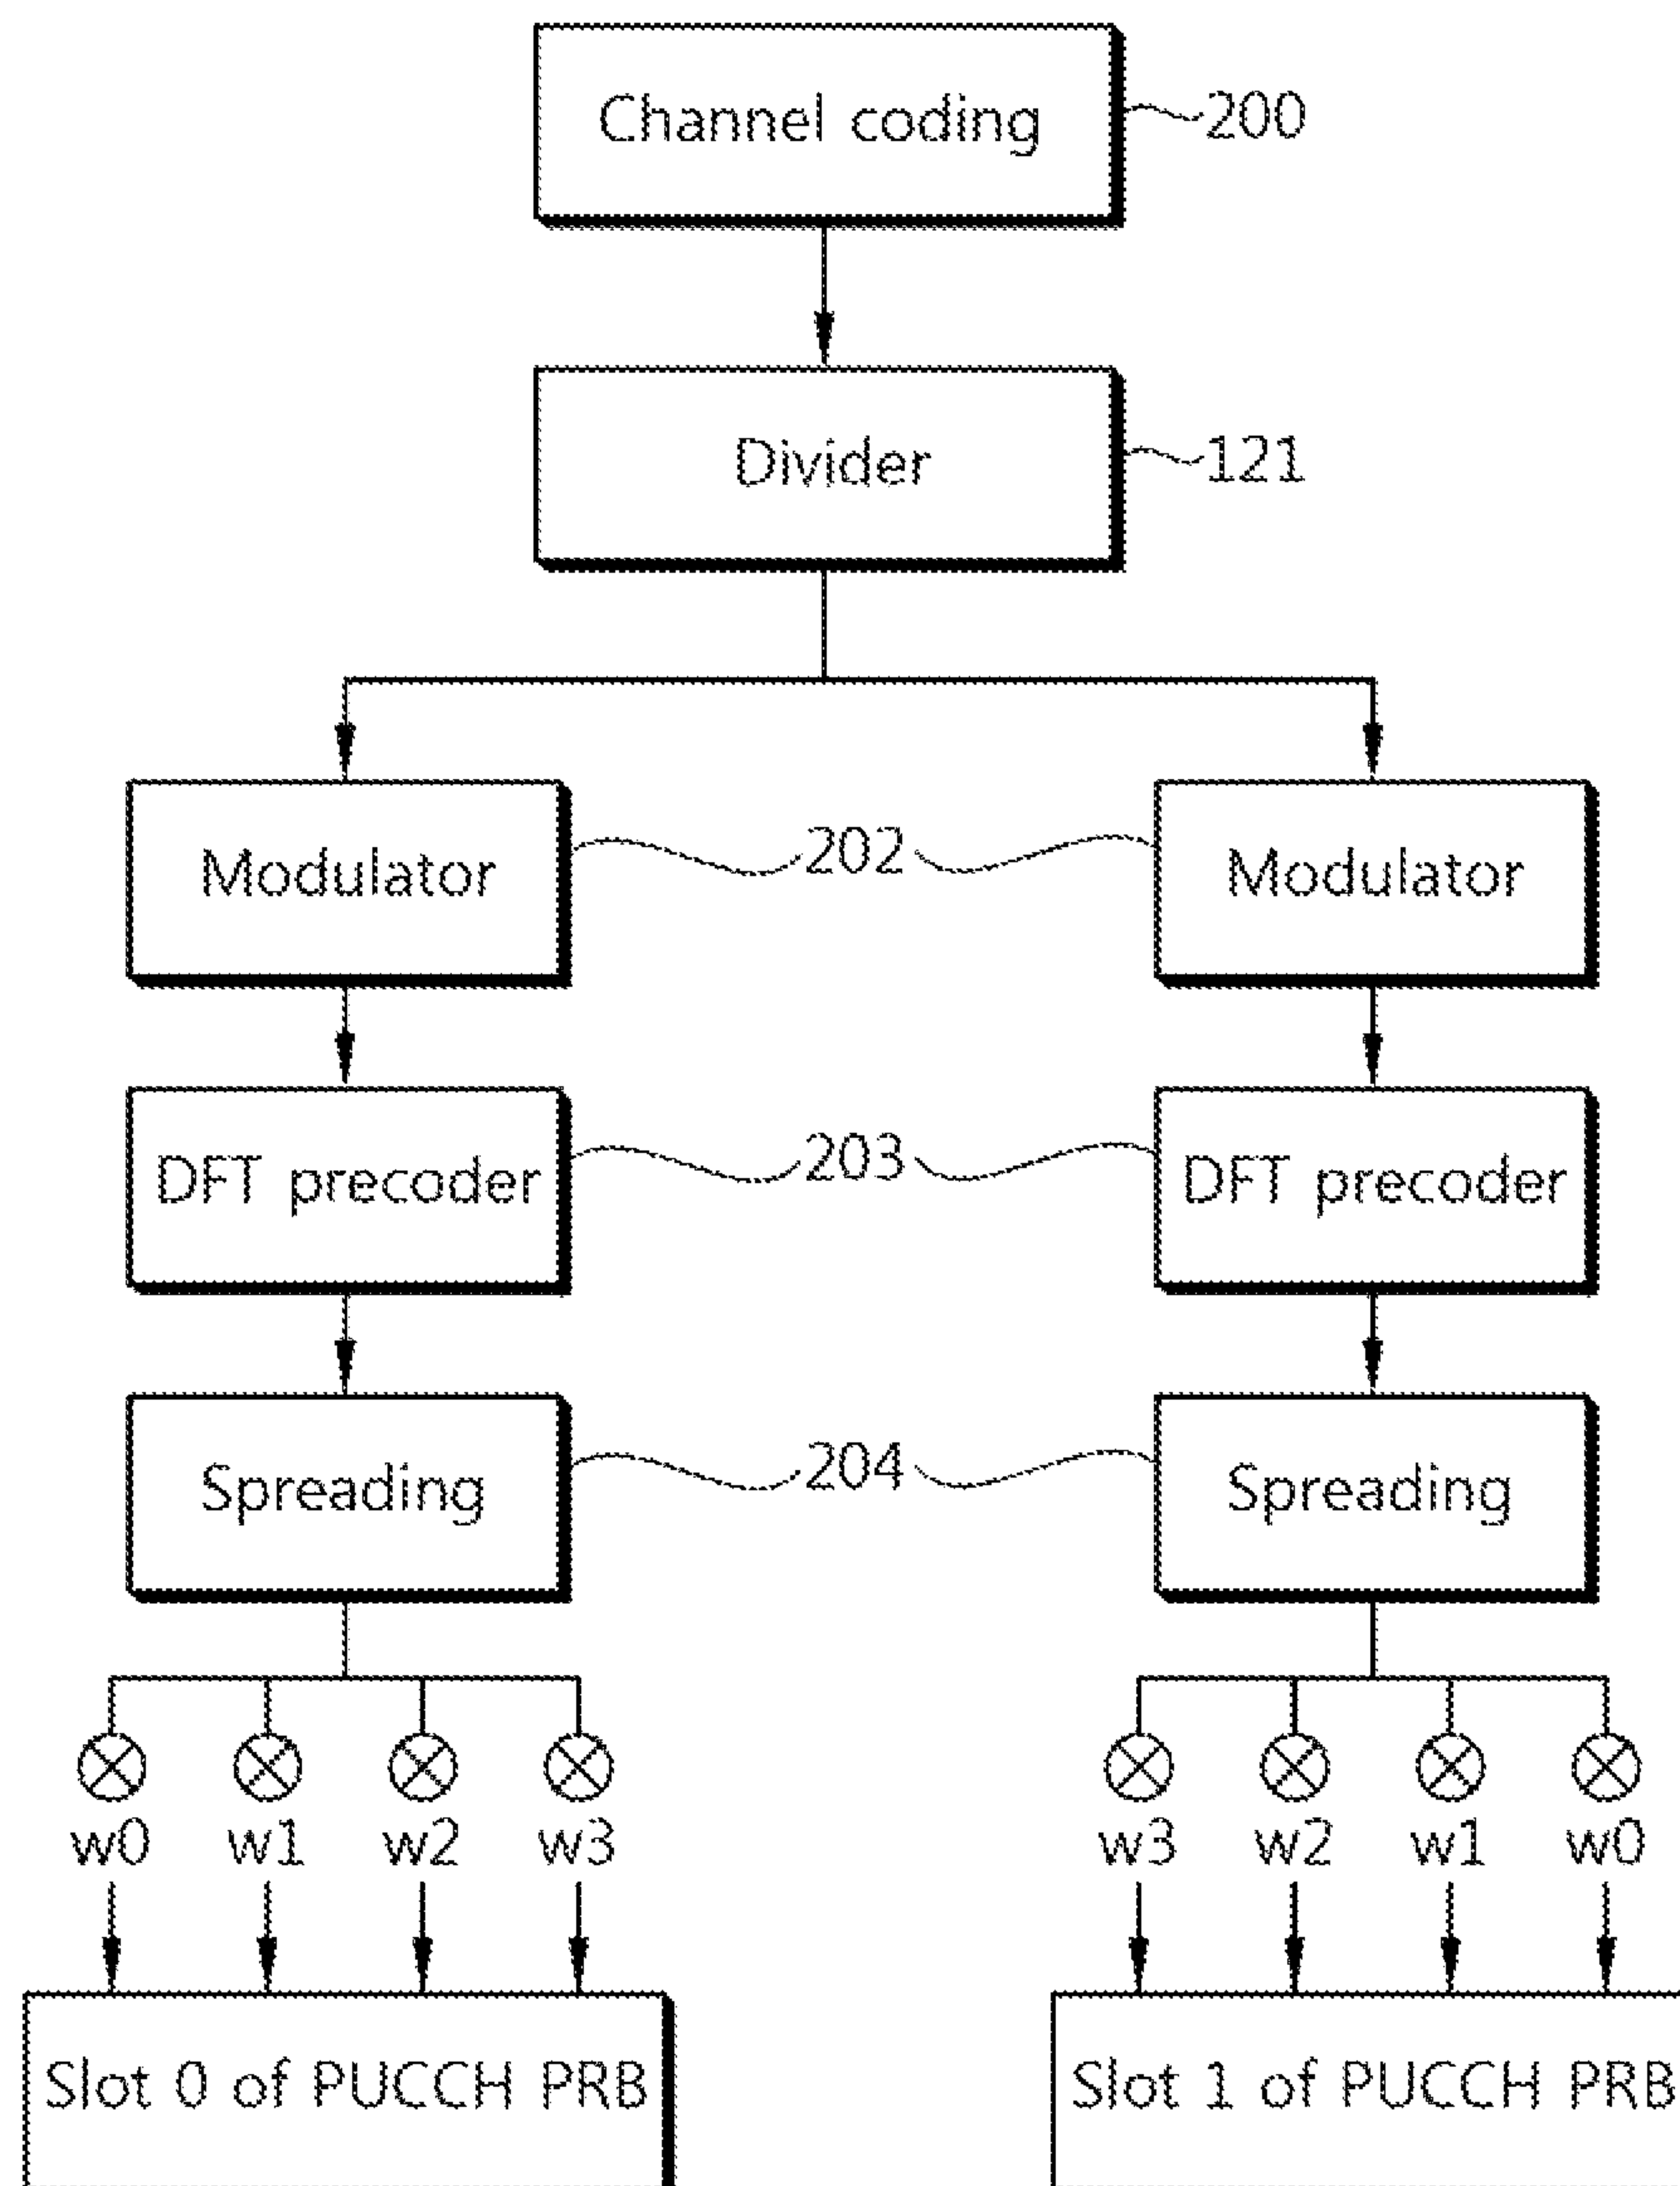 Channel coding 200
Divider 121
Modulator 202 Modulator
DFT precoder 203 DFT precoder
Spreading 204 Spreading
w0 w1 w2 w3 w3 w2 w1 w0
Slot 0 of PUCCH PRB Slot 1 of PUCCH PRB